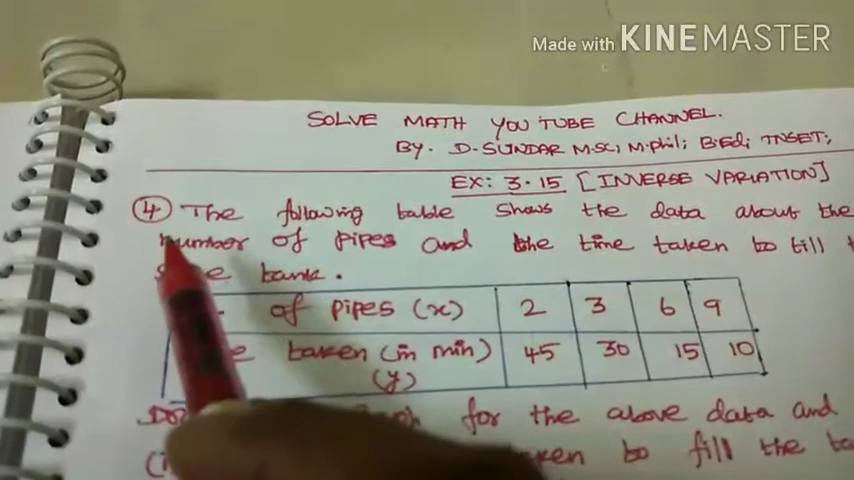 Made with KINEMASTER
SOLVE MATH YOU TUBE CHANNEL.
BY. D. SUNDAR M.SC; M.Phil; BEd; TNSET;
EX: 3.15 [INVERSE VARIATION]
④ The following table shows the data about the
number of pipes and the time taken to till
tank.
of pipes (x) 2 3 6 9
taken (in min) 45 30 15 10
(y)
for the above data and
to fill the